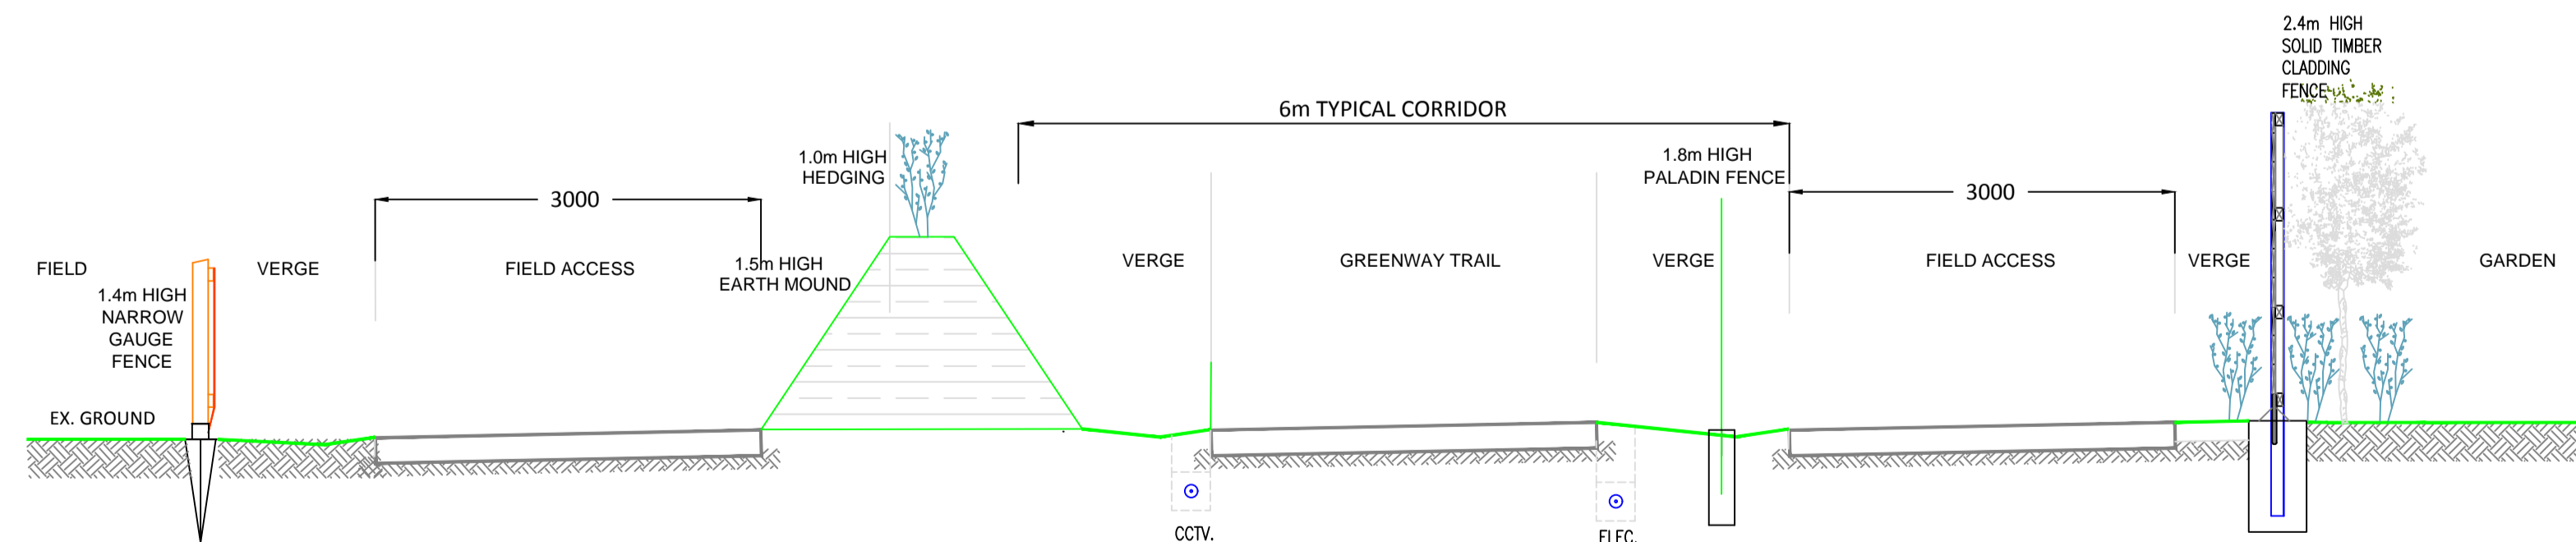 2.4m HIGH
SOLID TIMBER
CLADDING
FENCE
6m TYPICAL CORRIDOR
1.0m HIGH
HEDGING
1.8m HIGH
PALADIN FENCE
3000
3000
FIELD
VERGE
FIELD ACCESS
1.5m HIGH
EARTH MOUND
VERGE
GREENWAY TRAIL
VERGE
FIELD ACCESS
VERGE
GARDEN
1.4m HIGH
NARROW
GAUGE
FENCE
EX. GROUND
CCTV.
ELEC.